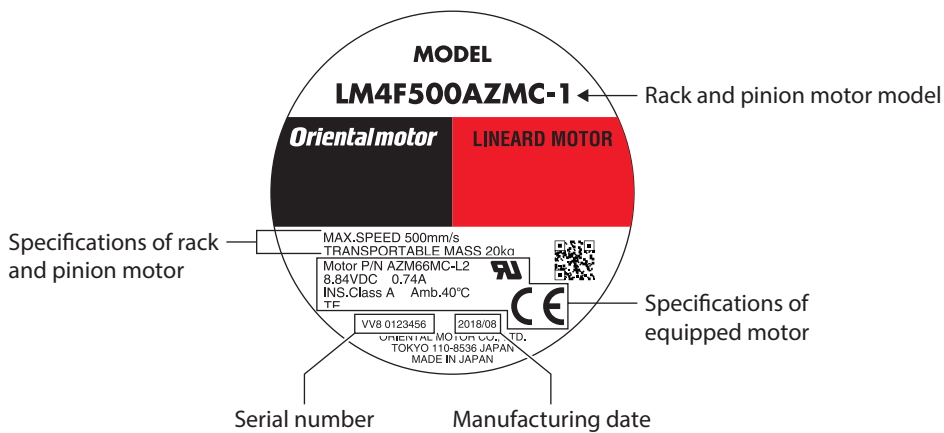 MODEL
LM4F500AZMC-1
Rack and pinion motor model
Orientalmotor
LINEARD MOTOR
Specifications of rack
and pinion motor
MAX.SPEED 500mm/s
TRANSPORTABLE MASS 20kg
Motor P/N AZM66MC-L2
8.84VDC 0.74A
INS.Class A Amb.40°C
CE
Specifications of
equipped motor
VV8 0123456
2018/08
ORIENTAL MOTOR CO.,
TOKYO 110-8536 JAPAN
MADE IN JAPAN
Serial number
Manufacturing date